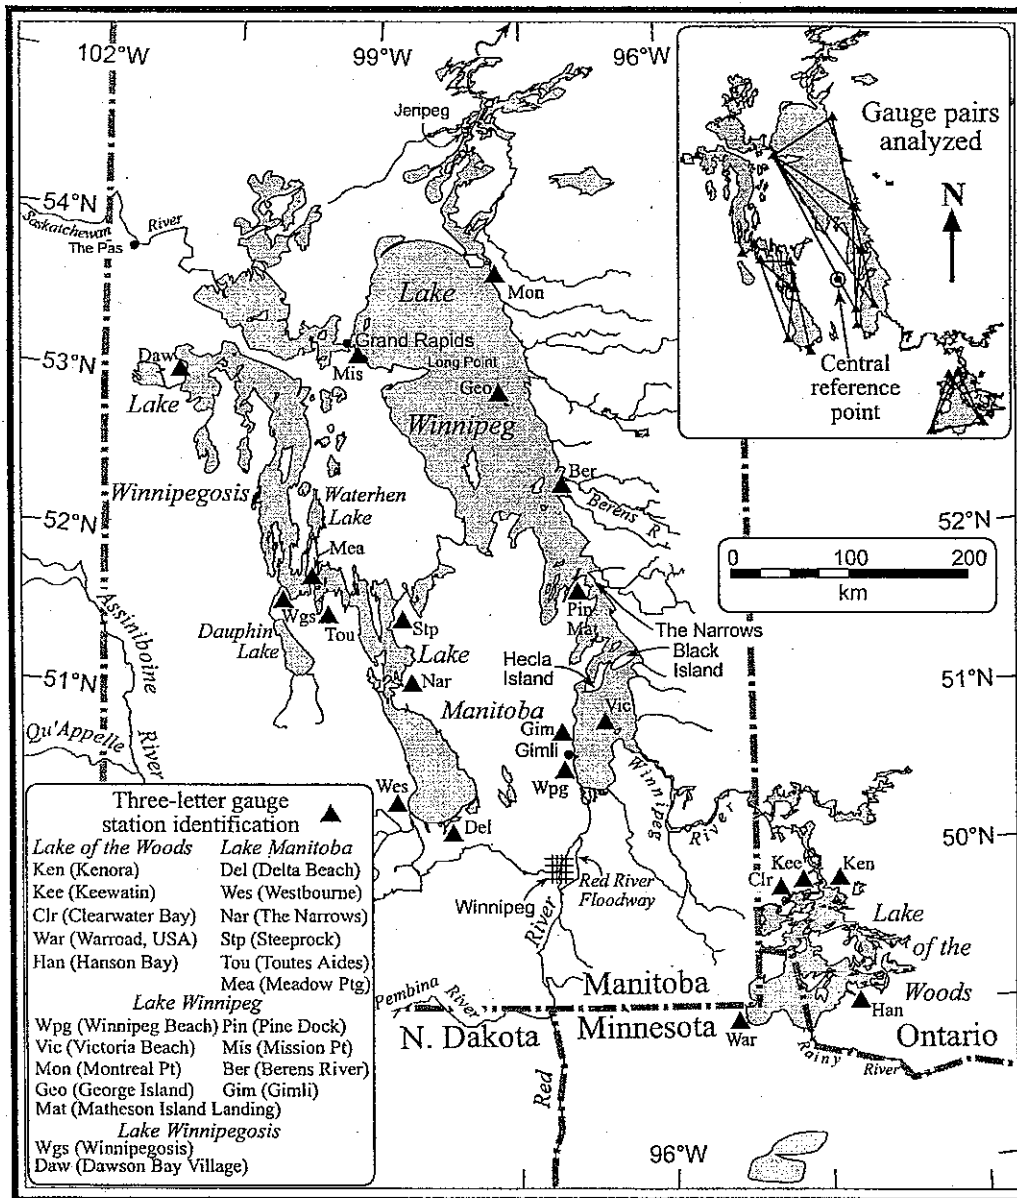 102°W
99°W
96°W
Jenpeg
Gauge pairs
analyzed
N
Central
reference
point
54°N
Saskatchewan
River
The Pas
Lake
Mon
Grand Rapids
53°N
Daw
Mis
Long Point
Geo
Lake
Winnipeg
Ber
Berens R
Winnipegosis
Waterhen
Lake
52°N
52°N
0 100 200
km
Mea
Wgs
Tou
Stp
Pin
Mat
The Narrows
Black
Island
Dauphin
Lake
Assiniboine
River
Lake
Hecla
Island
51°N
51°N
Nar
Manitoba
Vic
Gim
Gimli
Wpg
Qu'Appelle
Winnipeg
River
Wes
Del
50°N
Kee
Ken
Clr
Winnipeg
Red River
Floodway
River
Lake
of the
Woods
Manitoba
Pembina
River
N. Dakota
Minnesota
War
Han
Ontario
Rainy
River
Red
96°W
Three-letter gauge
station identification
Lake of the Woods Lake Manitoba
Ken (Kenora) Del (Delta Beach)
Kee (Keewatin) Wes (Westbourne)
Clr (Clearwater Bay) Nar (The Narrows)
War (Warroad, USA) Stp (Steeprock)
Han (Hanson Bay) Tou (Toutes Aides)
Mea (Meadow Ptg)
Lake Winnipeg
Wpg (Winnipeg Beach) Pin (Pine Dock)
Vic (Victoria Beach) Mis (Mission Pt)
Mon (Montreal Pt) Ber (Berens River)
Geo (George Island) Gim (Gimli)
Mat (Matheson Island Landing)
Lake Winnipegosis
Wgs (Winnipegosis)
Daw (Dawson Bay Village)